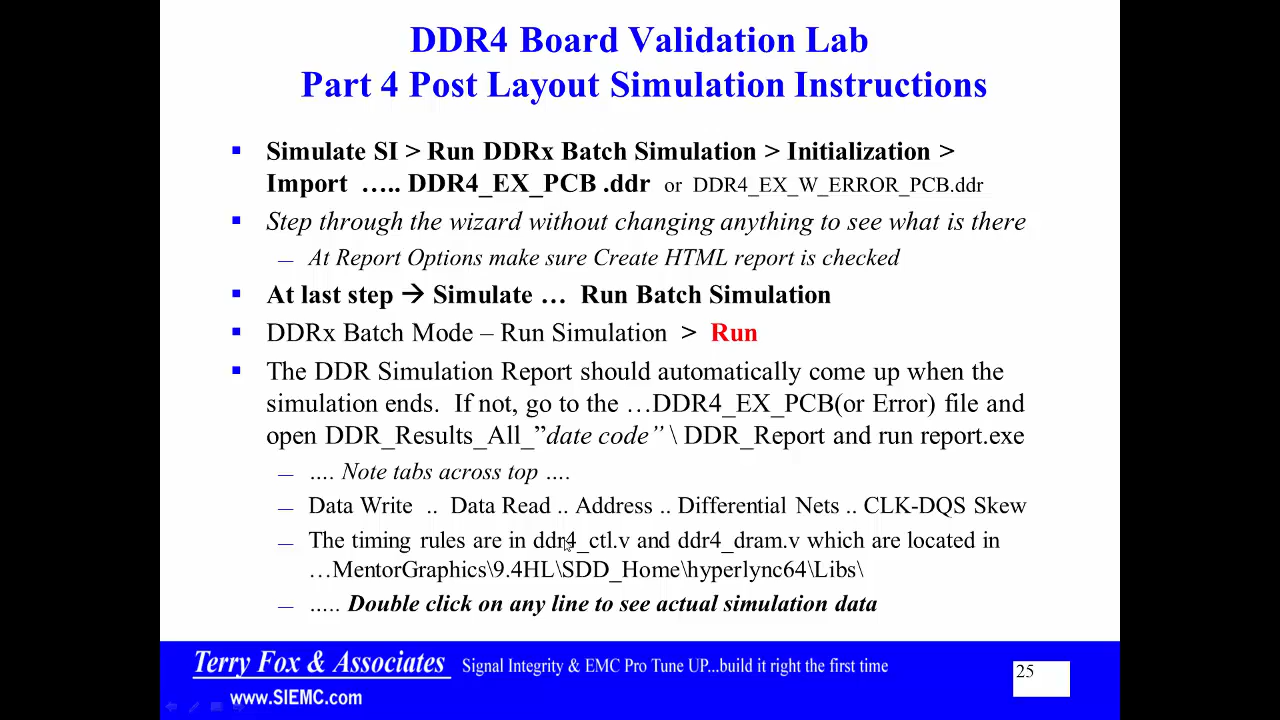 DDR4 Board Validation Lab
Part 4 Post Layout Simulation Instructions
Simulate SI > Run DDRx Batch Simulation > Initialization >
Import ….. DDR4_EX_PCB .ddr or DDR4_EX_W_ERROR_PCB.ddr
Step through the wizard without changing anything to see what is there
— At Report Options make sure Create HTML report is checked
At last step → Simulate … Run Batch Simulation
DDRx Batch Mode – Run Simulation > Run
The DDR Simulation Report should automatically come up when the
simulation ends. If not, go to the …DDR4_EX_PCB(or Error) file and
open DDR_Results_All_”date code” \ DDR_Report and run report.exe
— …. Note tabs across top ….
— Data Write .. Data Read .. Address .. Differential Nets .. CLK-DQS Skew
— The timing rules are in ddr4_ctl.v and ddr4_dram.v which are located in
…MentorGraphics\9.4HL\SDD_Home\hyperlync64\Libs\
— ….. Double click on any line to see actual simulation data
Terry Fox & Associates Signal Integrity & EMC Pro Tune UP...build it right the first time
www.SIEMC.com
25